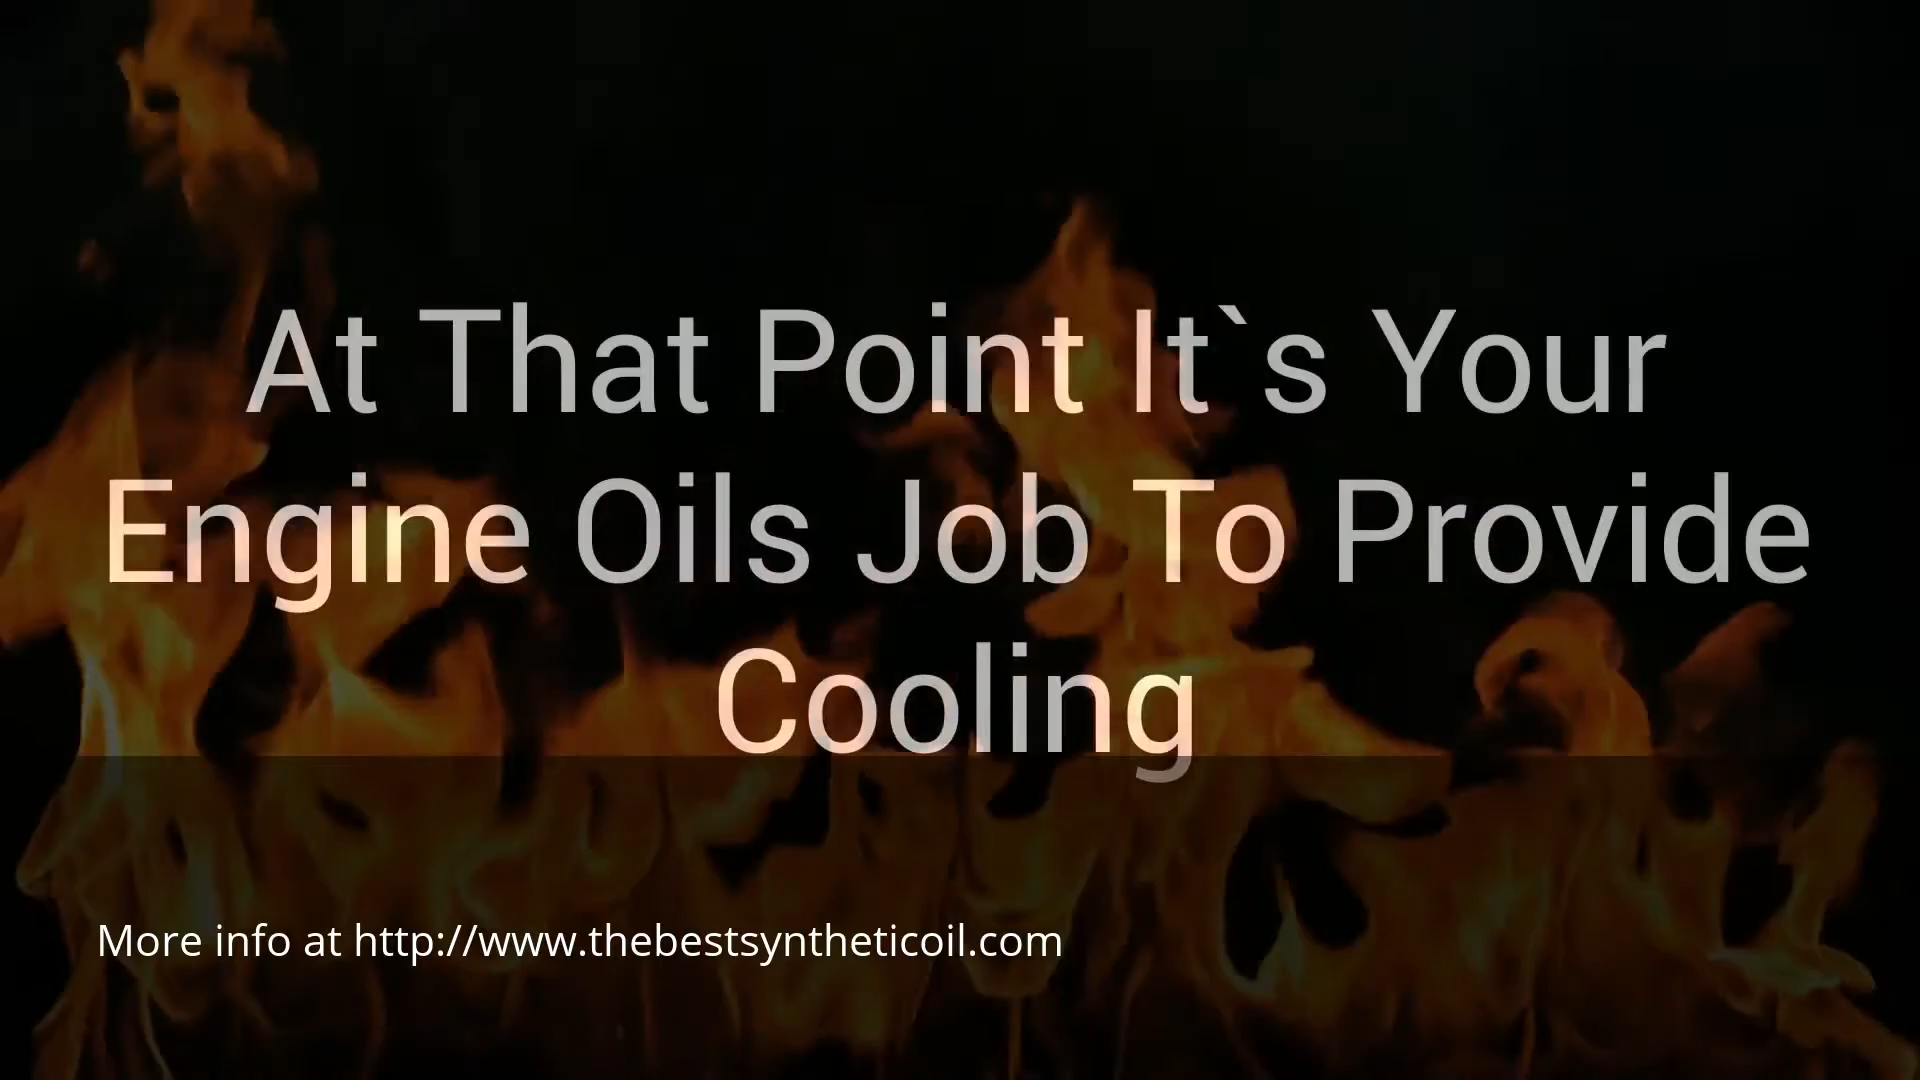 At That Point It`s Your
Engine Oils Job To Provide
Cooling
More info at http://www.thebestsyntheticoil.com